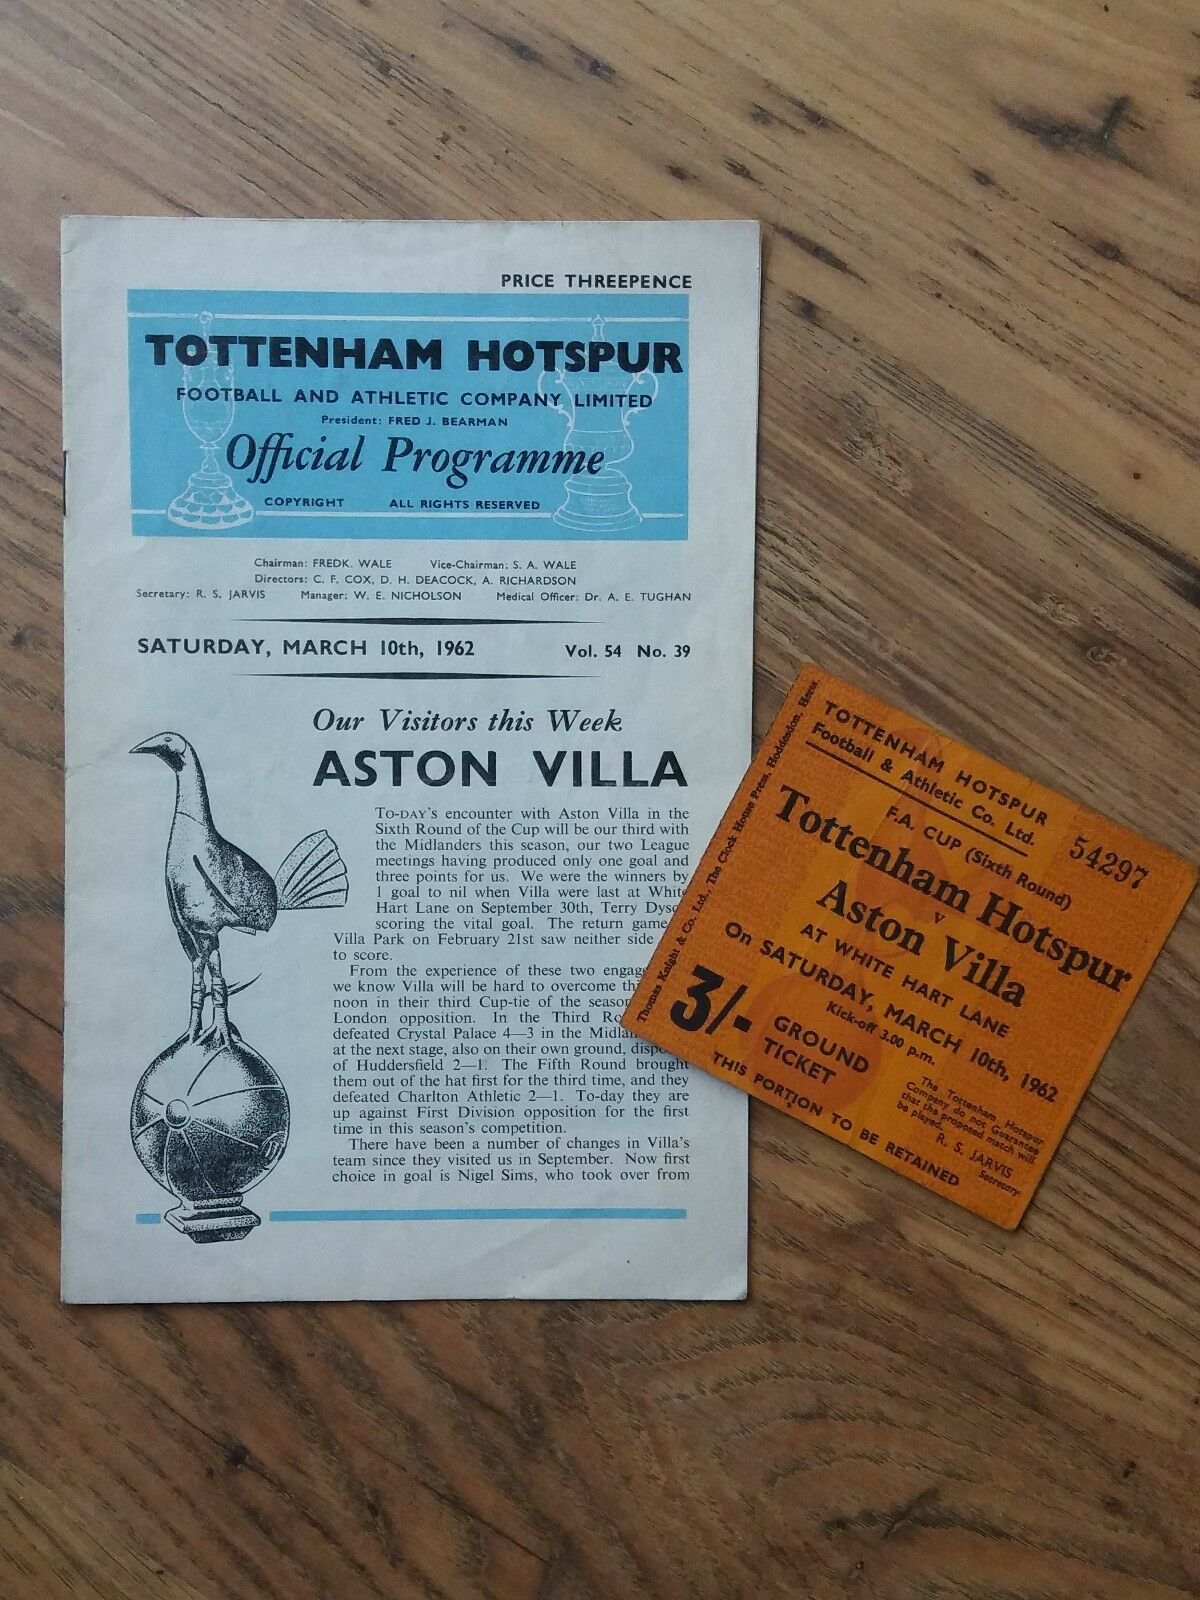 PRICE THREEPENCE
TOTTENHAM HOTSPUR
FOOTBALL AND ATHLETIC COMPANY LIMITED
President: FRED J. BEARMAN
Official Programme
COPYRIGHT ALL RIGHTS RESERVED
Chairman: FREDK. WALE Vice-Chairman: S. A. WALE
Directors: C. F. COX, D. H. DEACOCK, A. RICHARDSON
Secretary: R. S. JARVIS Manager: W. E. NICHOLSON Medical Officer: Dr. A. E. TUGHAN
SATURDAY, MARCH 10th, 1962 Vol. 54 No. 39
Our Visitors this Week
ASTON VILLA
TO-DAY'S encounter with Aston Villa in the
Sixth Round of the Cup will be our third with
the Midlanders this season, our two League
meetings having produced only one goal and
three points for us. We were the winners by
1 goal to nil when Villa were last at White
Hart Lane on September 30th, Terry Dyson
scoring the vital goal. The return game
Villa Park on February 21st saw neither side
to score.
From the experience of these two
we know Villa will be hard to overcome
noon in their third Cup-tie of the season
London opposition. In the Third
defeated Crystal Palace 4—3 in the
at the next stage, also on their own ground,
of Huddersfield 2—1. The Fifth Round brought
them out of the hat first for the third time, and they
defeated Charlton Athletic 2—1. To-day they are
up against First Division opposition for the first
time in this season's competition.
There have been a number of changes in Villa's
team since they visited us in September. Now first
choice in goal is Nigel Sims, who took over from
Thomas Knight & Co. Ltd., The Clock House Press, Hoddesdon, Herts
TOTTENHAM HOTSPUR
Football & Athletic Co. Ltd.
F.A. CUP (Sixth Round)
54297
Tottenham Hotspur
v
Aston Villa
AT WHITE HART LANE
On SATURDAY, MARCH 10th, 1962
Kick-off 3.00 p.m.
3/- GROUND
TICKET
The Tottenham Hotspur
Company do not Guarantee
that the proposed match will
be played.
R. S. JARVIS
Secretary
THIS PORTION TO BE RETAINED